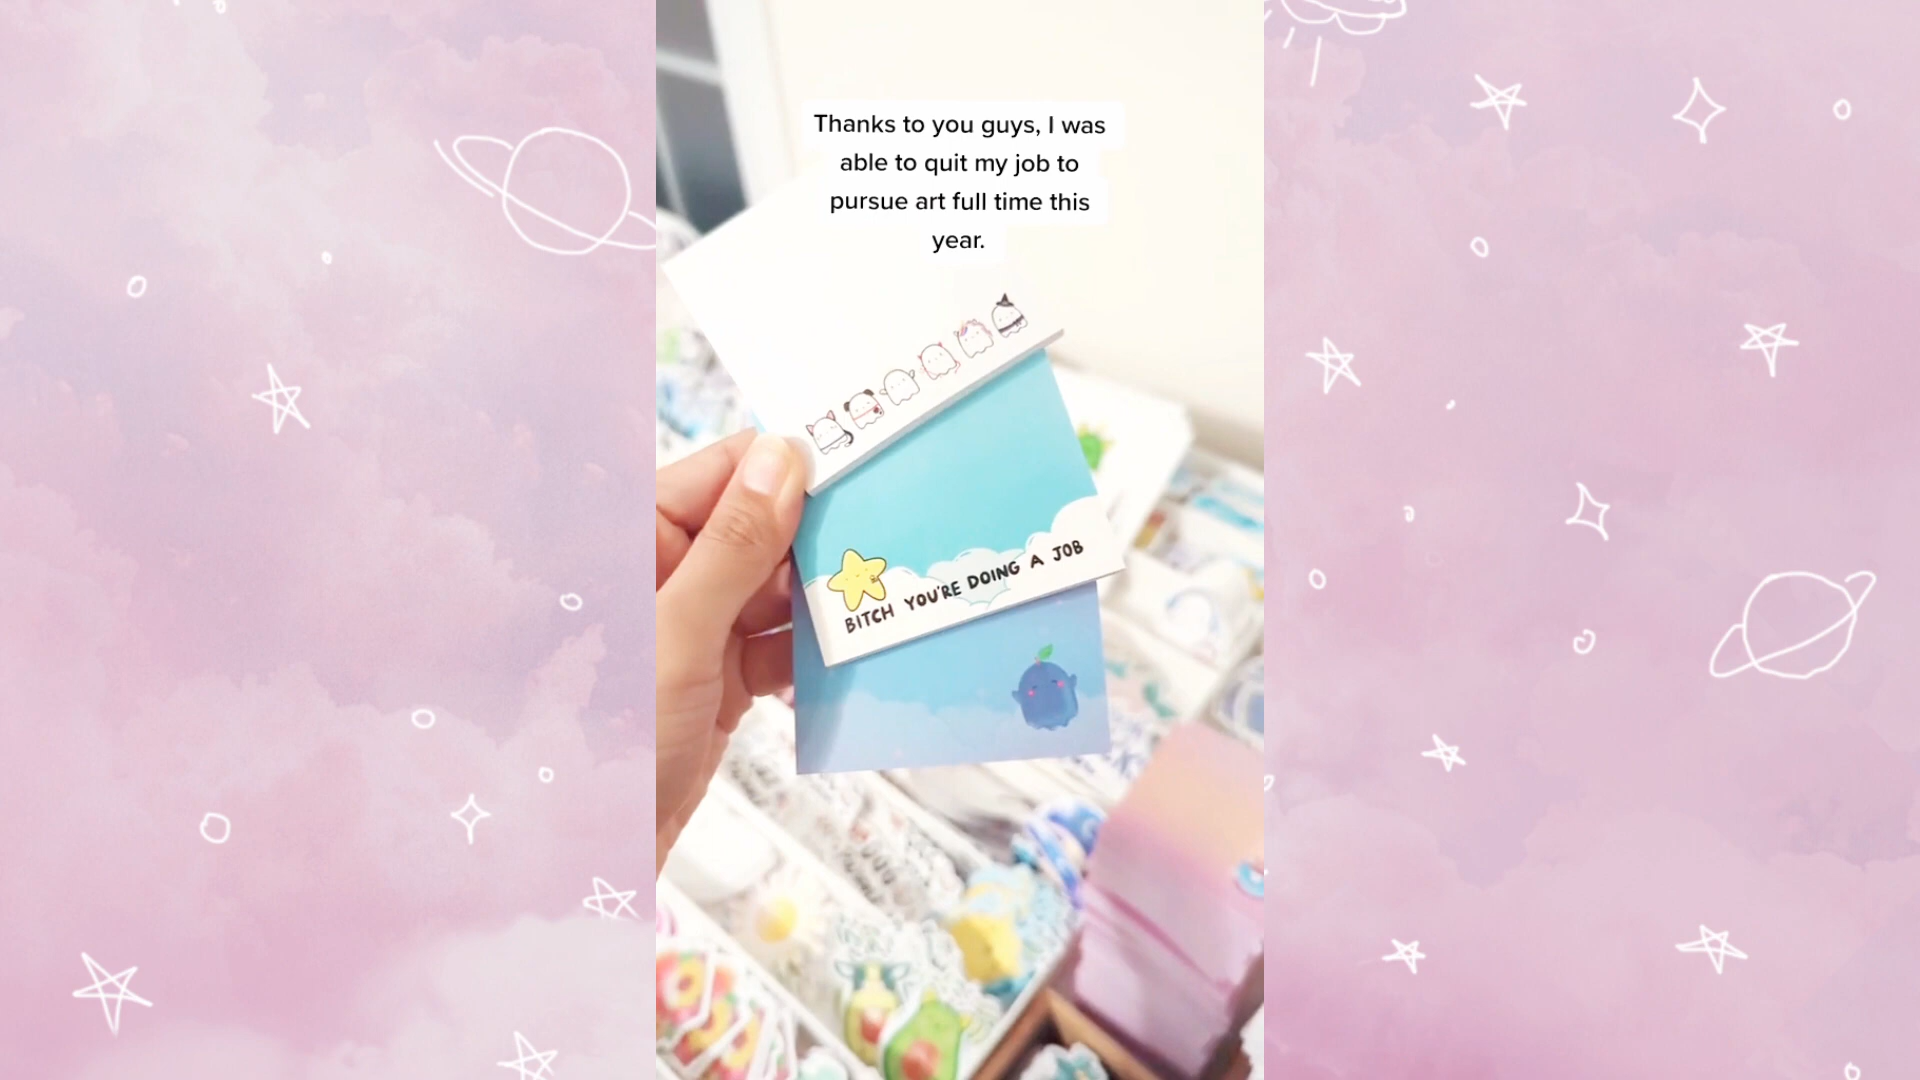 Thanks to you guys, I was
able to quit my job to
pursue art full time this
year.
BITCH YOU'RE DOING A JOB